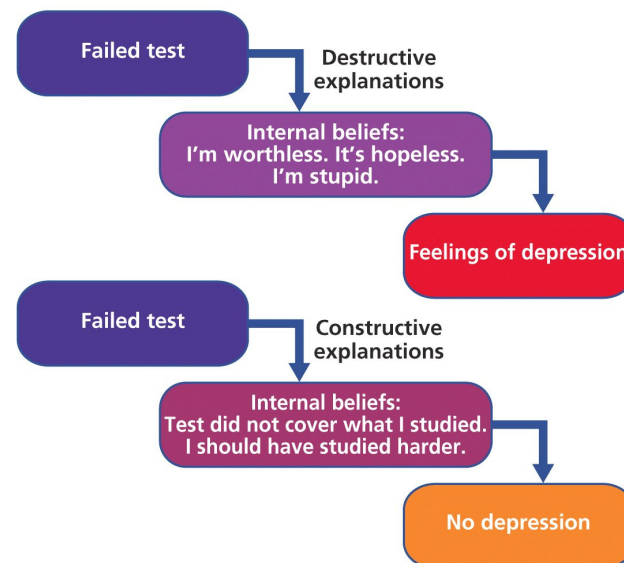 Failed test
Destructive
explanations
Internal beliefs:
I'm worthless. It's hopeless.
I'm stupid.
Feelings of depression
Failed test
Constructive
explanations
Internal beliefs:
Test did not cover what I studied.
I should have studied harder.
No depression